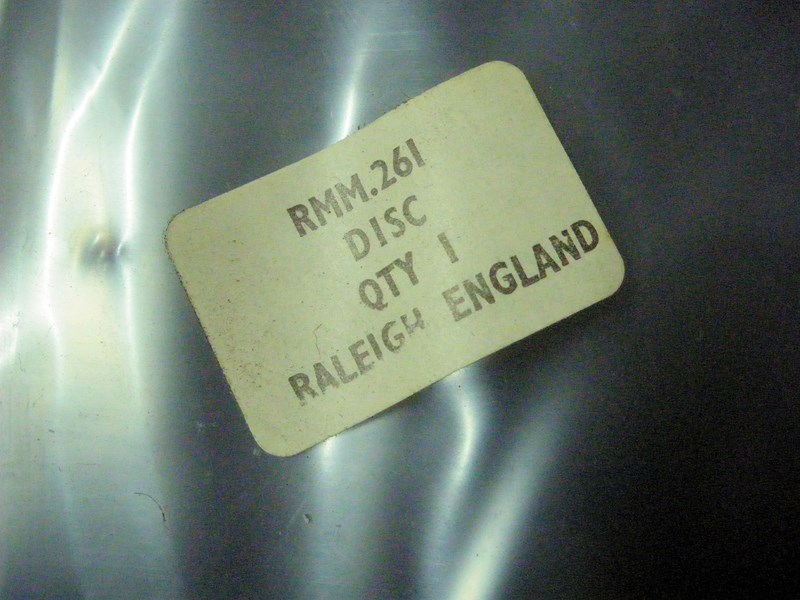 RMM.261
DISC
QTY 1
RALEIGH ENGLAND